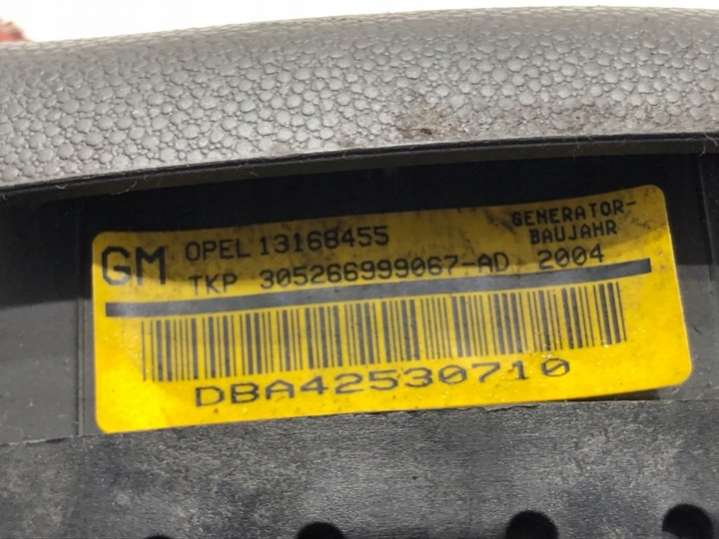 GM OPEL 13168455 GENERATOR-
BAUJAHR
TKP 305266999067-AD 2004
DBA42530710